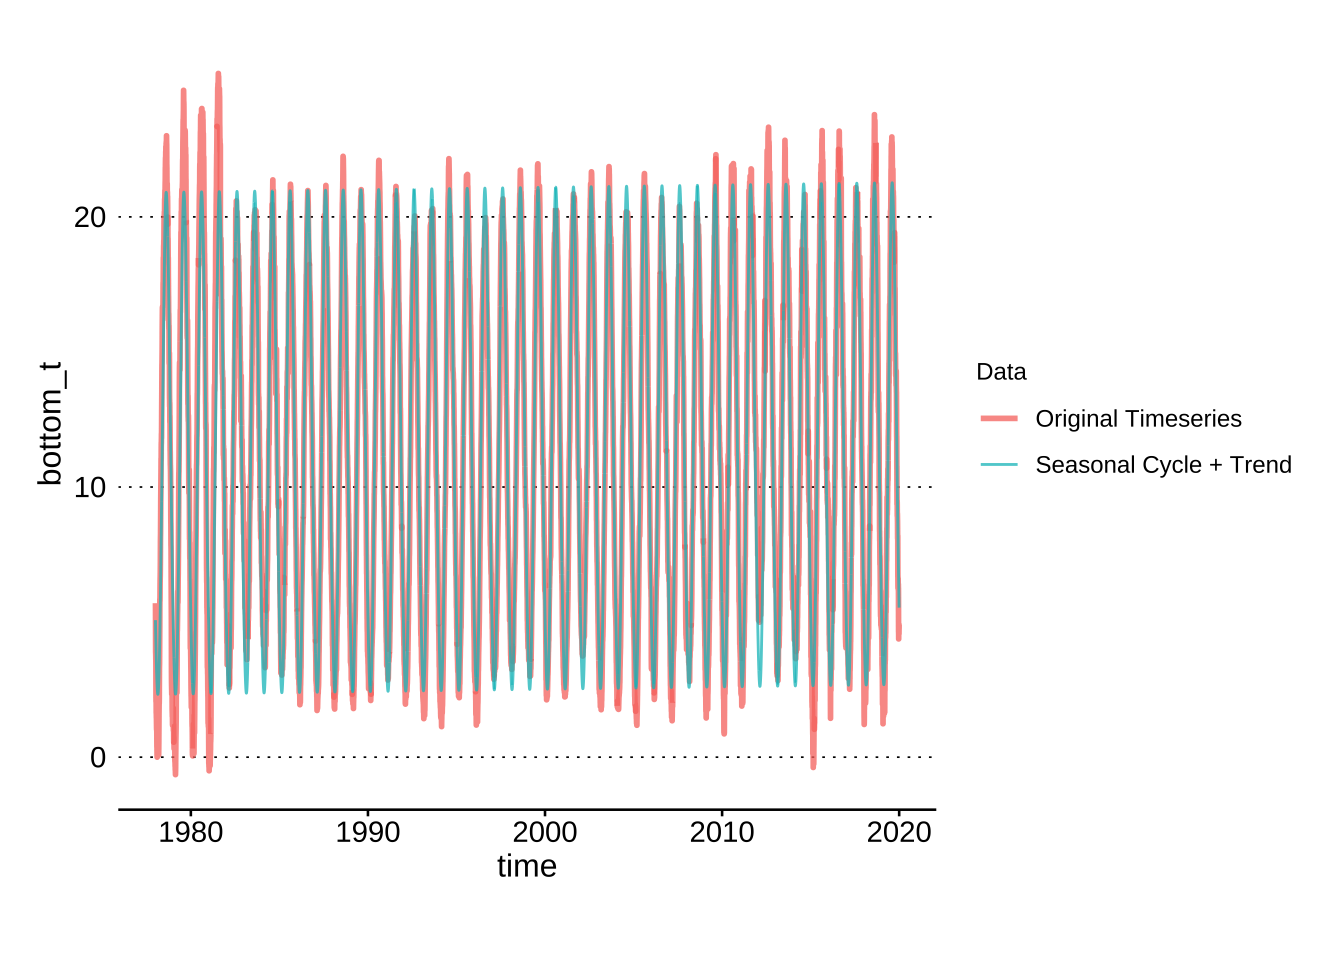 20
10
0
bottom_t
1980
1990
2000
2010
2020
time
Data
Original Timeseries
Seasonal Cycle + Trend